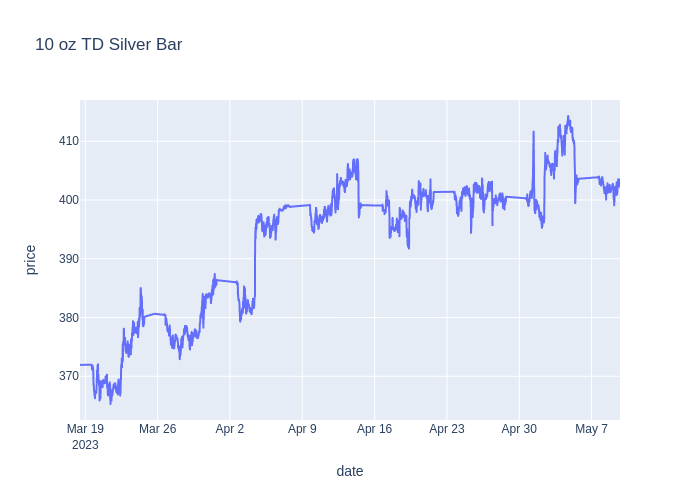 10 oz TD Silver Bar
410
400
390
380
370
price
Mar 19
2023
Mar 26
Apr 2
Apr 9
Apr 16
Apr 23
Apr 30
May 7
date